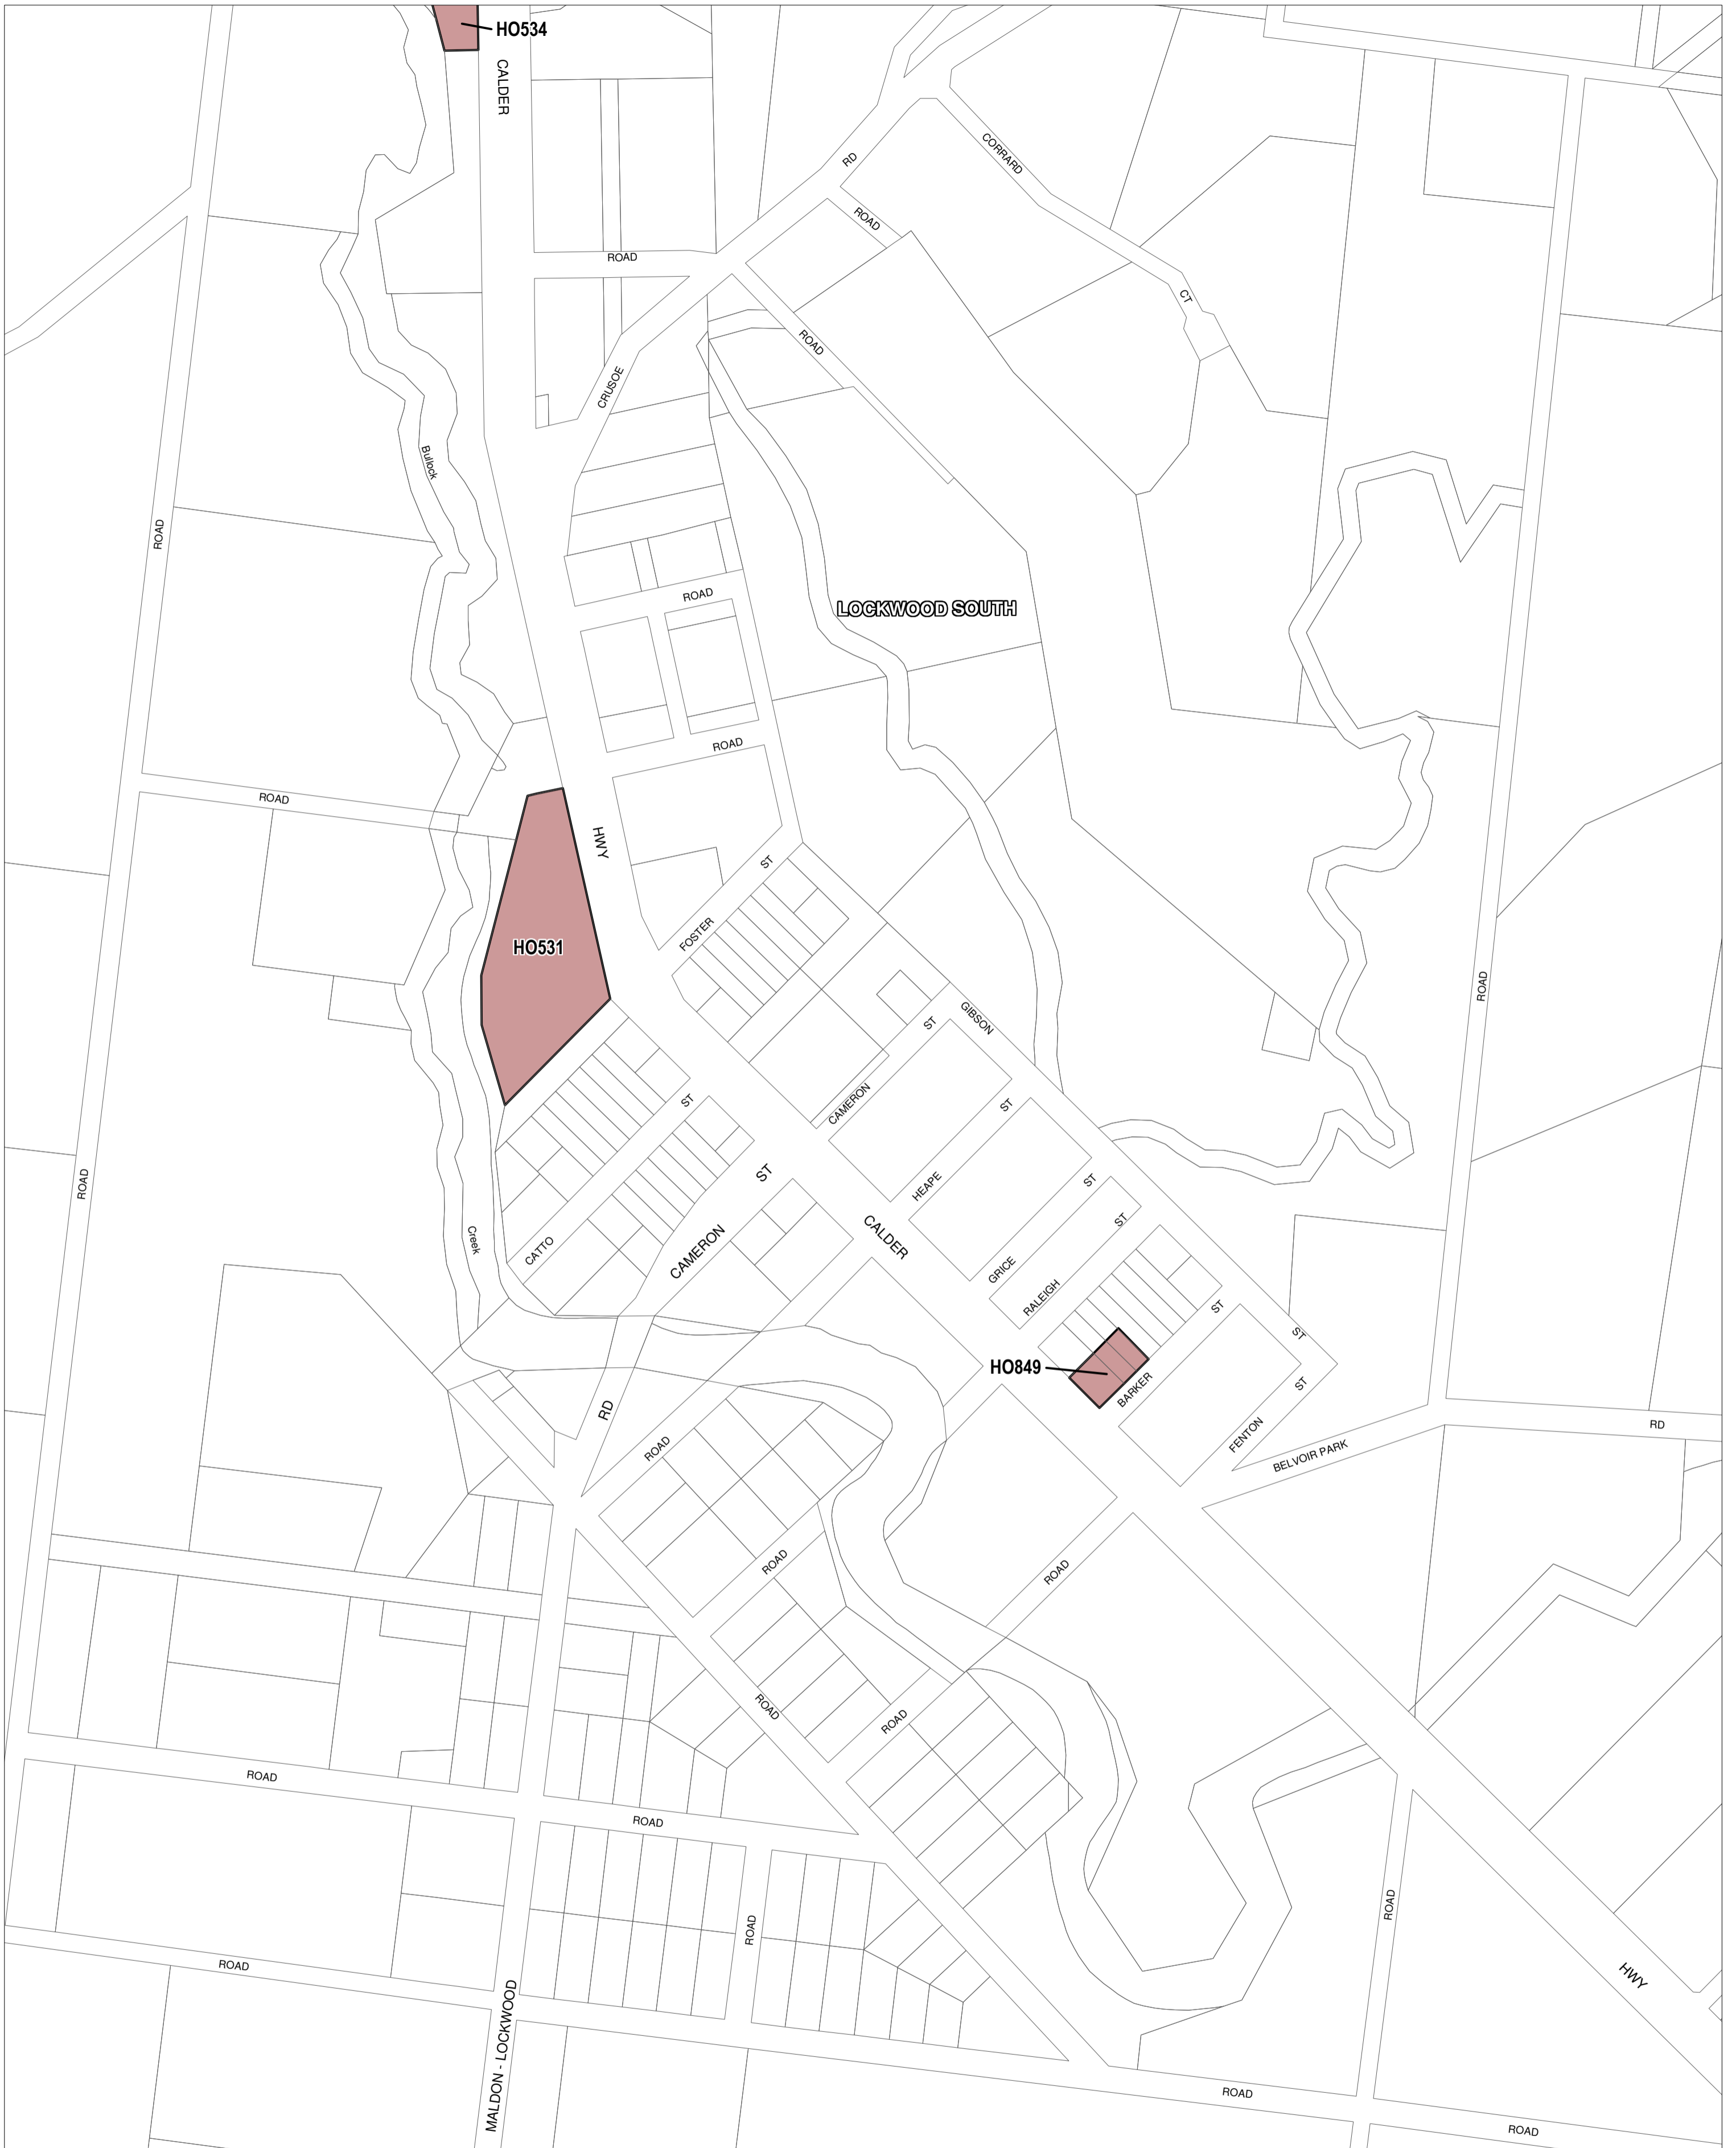 HO534
CALDER
RD
CORRARD
ROAD
ROAD
CT
ROAD
CRUSOE
Bullock
ROAD
ROAD
LOCKWOOD SOUTH
ROAD
ROAD
HWY
ST
FOSTER
HO531
ROAD
GIBSON
ST
CAMERON
ST
ST
HEAPE
ST
ST
ROAD
CAMERON
CALDER
GRICE
ST
ST
RALEIGH
ST
CATTO
Creek
HO849
BARKER
ST
ST
FENTON
BELVOIR PARK
RD
RD
ROAD
ROAD
ROAD
ROAD
ROAD
ROAD
ROAD
ROAD
ROAD
ROAD
HWY
MALDON - LOCKWOOD
ROAD
ROAD